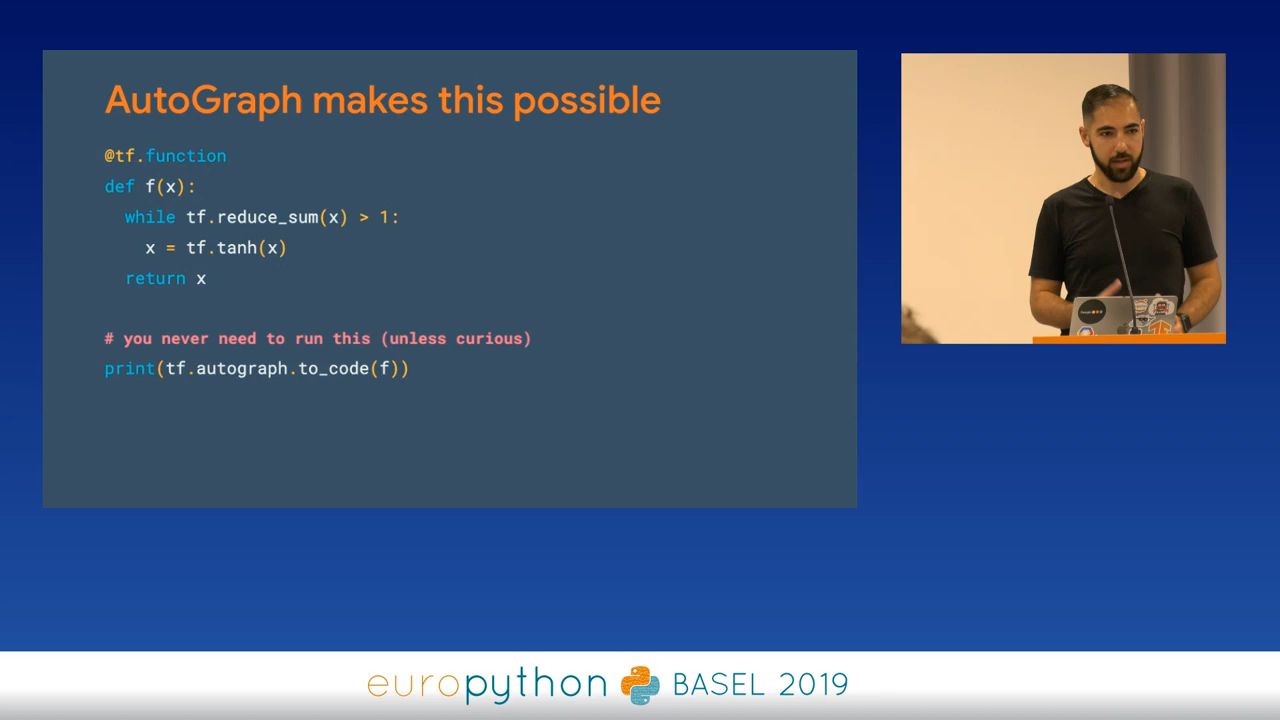 AutoGraph makes this possible
@tf.function
def f(x):
  while tf.reduce_sum(x) > 1:
    x = tf.tanh(x)
  return x
# you never need to run this (unless curious)
print(tf.autograph.to_code(f))
europython BASEL 2019